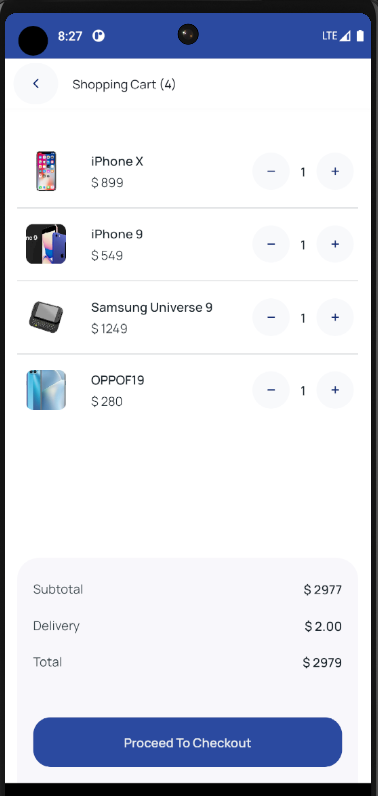 8:27
LTE
Shopping Cart (4)
iPhone X
$ 899
1
iPhone 9
$ 549
1
Samsung Universe 9
$ 1249
1
OPPOF19
$ 280
1
Subtotal $ 2977
Delivery $ 2.00
Total $ 2979
Proceed To Checkout